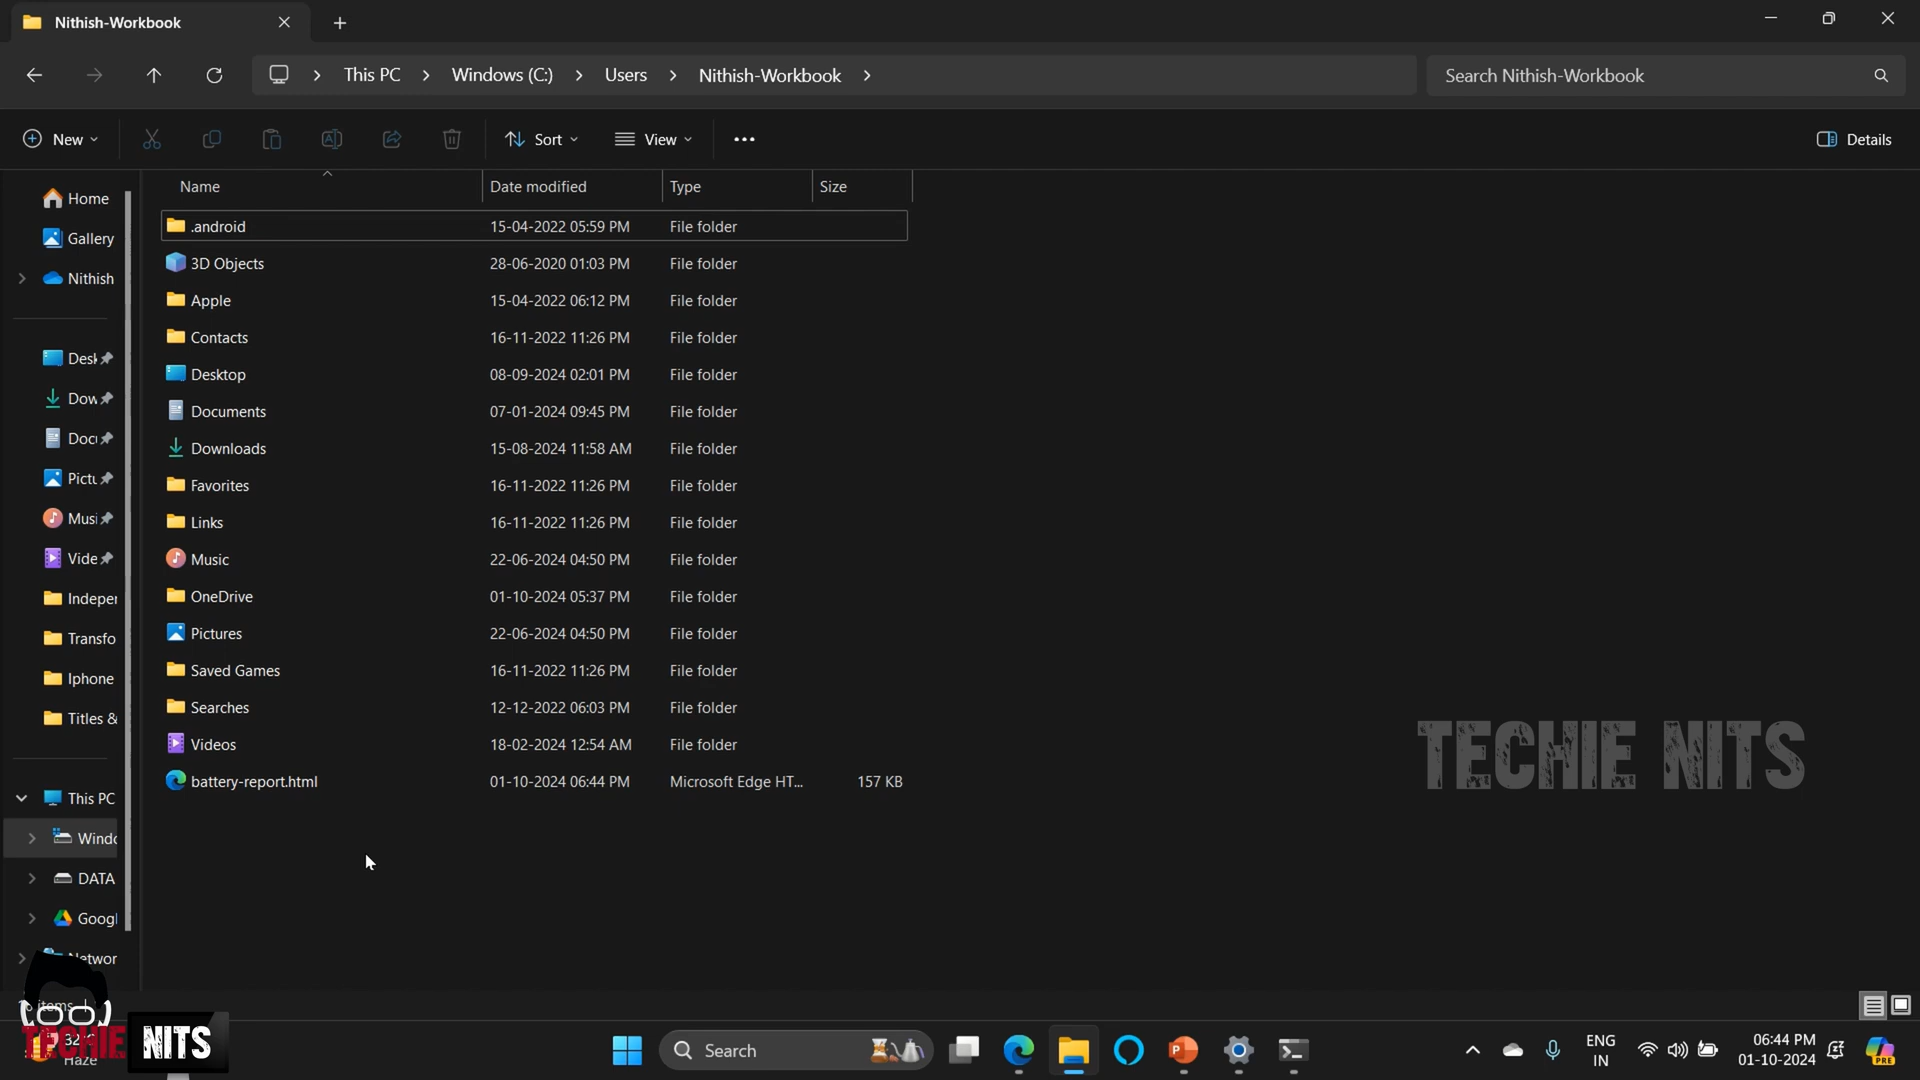 Nithish-Workbook
This PC
Windows (C:)
Users
Nithish-Workbook
Search Nithish-Workbook
New
Sort
View
Details
Name
Date modified
Type
Size
Home
Gallery
Nithish
Desk
Dow
Docu
Pictu
Musi
Vide
Indeper
Transfo
Iphone
Titles &
This PC
Windo
DATA
Googl
Networ
.android 15-04-2022 05:59 PM File folder
3D Objects 28-06-2020 01:03 PM File folder
Apple 15-04-2022 06:12 PM File folder
Contacts 16-11-2022 11:26 PM File folder
Desktop 08-09-2024 02:01 PM File folder
Documents 07-01-2024 09:45 PM File folder
Downloads 15-08-2024 11:58 AM File folder
Favorites 16-11-2022 11:26 PM File folder
Links 16-11-2022 11:26 PM File folder
Music 22-06-2024 04:50 PM File folder
OneDrive 01-10-2024 05:37 PM File folder
Pictures 22-06-2024 04:50 PM File folder
Saved Games 16-11-2022 11:26 PM File folder
Searches 12-12-2022 06:03 PM File folder
Videos 18-02-2024 12:54 AM File folder
battery-report.html 01-10-2024 06:44 PM Microsoft Edge HT... 157 KB
TECHIE NITS
items
TECHIE NITS
Haze
Search
ENG
IN
06:44 PM
01-10-2024
PRE